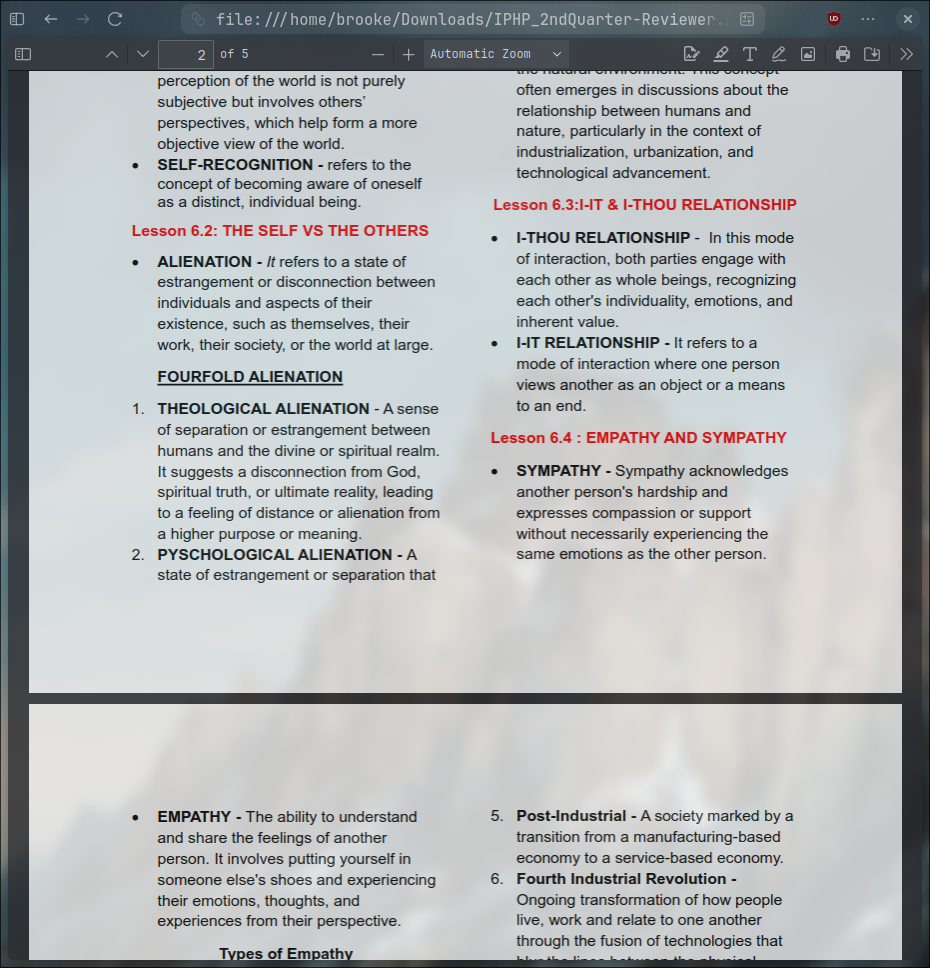 file:///home/brooke/Downloads/IPHP_2ndQuarter-Reviewer.
UD
2 of 5
Automatic Zoom
perception of the world is not purely
subjective but involves others'
perspectives, which help form a more
objective view of the world.
• SELF-RECOGNITION - refers to the
concept of becoming aware of oneself
as a distinct, individual being.
Lesson 6.2: THE SELF VS THE OTHERS
• ALIENATION - It refers to a state of
estrangement or disconnection between
individuals and aspects of their
existence, such as themselves, their
work, their society, or the world at large.
FOURFOLD ALIENATION
1. THEOLOGICAL ALIENATION - A sense
of separation or estrangement between
humans and the divine or spiritual realm.
It suggests a disconnection from God,
spiritual truth, or ultimate reality, leading
to a feeling of distance or alienation from
a higher purpose or meaning.
2. PYSCHOLOGICAL ALIENATION - A
state of estrangement or separation that
the natural environment. This concept
often emerges in discussions about the
relationship between humans and
nature, particularly in the context of
industrialization, urbanization, and
technological advancement.
Lesson 6.3:I-IT & I-THOU RELATIONSHIP
• I-THOU RELATIONSHIP - In this mode
of interaction, both parties engage with
each other as whole beings, recognizing
each other's individuality, emotions, and
inherent value.
• I-IT RELATIONSHIP - It refers to a
mode of interaction where one person
views another as an object or a means
to an end.
Lesson 6.4 : EMPATHY AND SYMPATHY
• SYMPATHY - Sympathy acknowledges
another person's hardship and
expresses compassion or support
without necessarily experiencing the
same emotions as the other person.
• EMPATHY - The ability to understand
and share the feelings of another
person. It involves putting yourself in
someone else's shoes and experiencing
their emotions, thoughts, and
experiences from their perspective.
Types of Empathy
5. Post-Industrial - A society marked by a
transition from a manufacturing-based
economy to a service-based economy.
6. Fourth Industrial Revolution -
Ongoing transformation of how people
live, work and relate to one another
through the fusion of technologies that
blur the lines between the physical